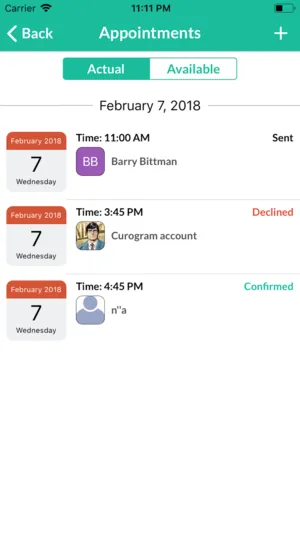 Carrier 11:11 PM
Back Appointments +
Actual Available
February 7, 2018
February 2018
7
Wednesday
Time: 11:00 AM Sent
BB Barry Bittman
February 2018
7
Wednesday
Time: 3:45 PM Declined
Curogram account
February 2018
7
Wednesday
Time: 4:45 PM Confirmed
n"a